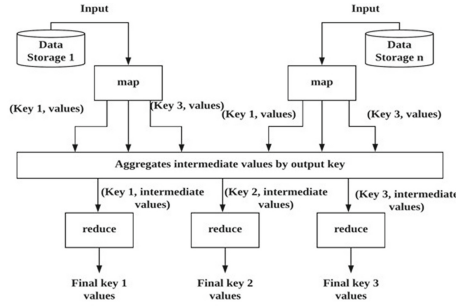 Input
Input
Data
Storage 1
Data
Storage n
map
map
(Key 1, values)
(Key 3, values)
(Key 1, values)
(Key 3, values)
Aggregates intermediate values by output key
(Key 1, intermediate
values)
(Key 2, intermediate
values)
(Key 3, intermediate
values)
reduce
reduce
reduce
Final key 1
values
Final key 2
values
Final key 3
values